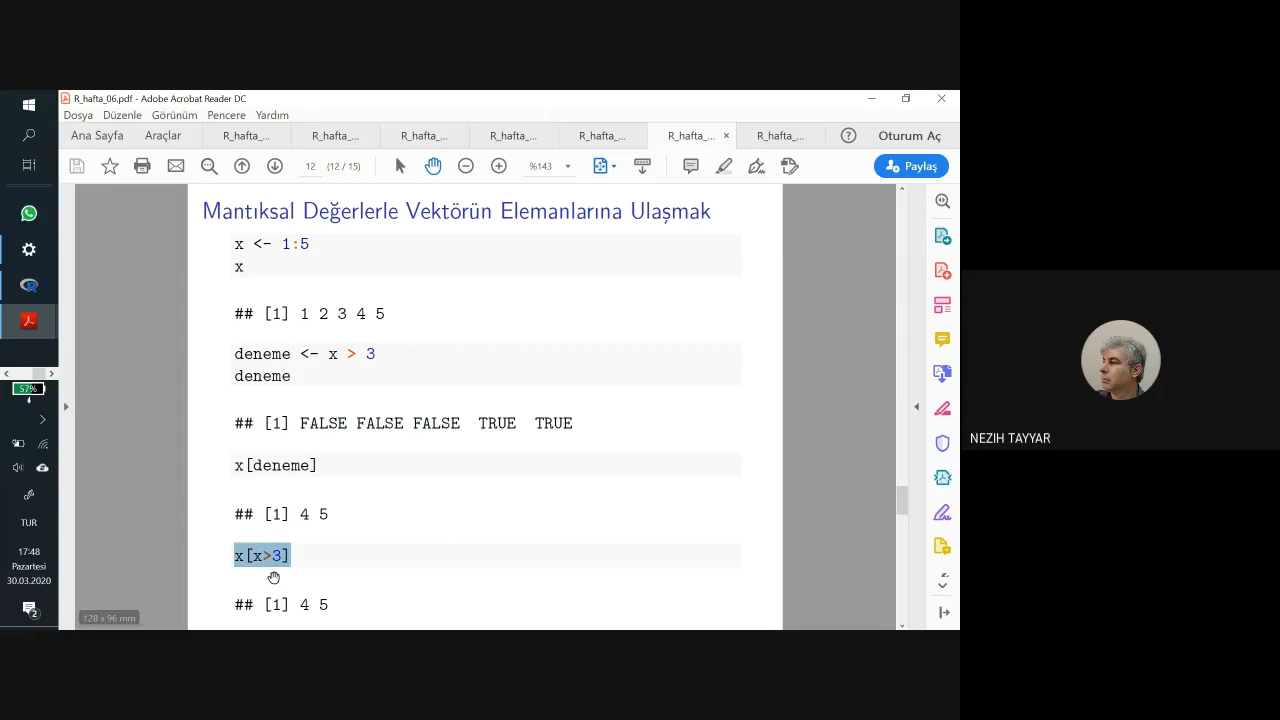 R_hafta_06.pdf - Adobe Acrobat Reader DC
Dosya Düzenle Görünüm Pencere Yardım
Ana Sayfa Araçlar R_hafta_... R_hafta_... R_hafta_... R_hafta_... R_hafta_... R_hafta_... × R_hafta_... Oturum Aç
12 (12 / 15) %143 Paylaş
Mantıksal Değerlerle Vektörün Elemanlarına Ulaşmak
x <- 1:5
x
## [1] 1 2 3 4 5
deneme <- x > 3
deneme
## [1] FALSE FALSE FALSE TRUE TRUE
x[deneme]
## [1] 4 5
x[x>3]
## [1] 4 5
128 x 96 mm
57%
TUR
17:48
Pazartesi
30.03.2020
2
NEZIH TAYYAR